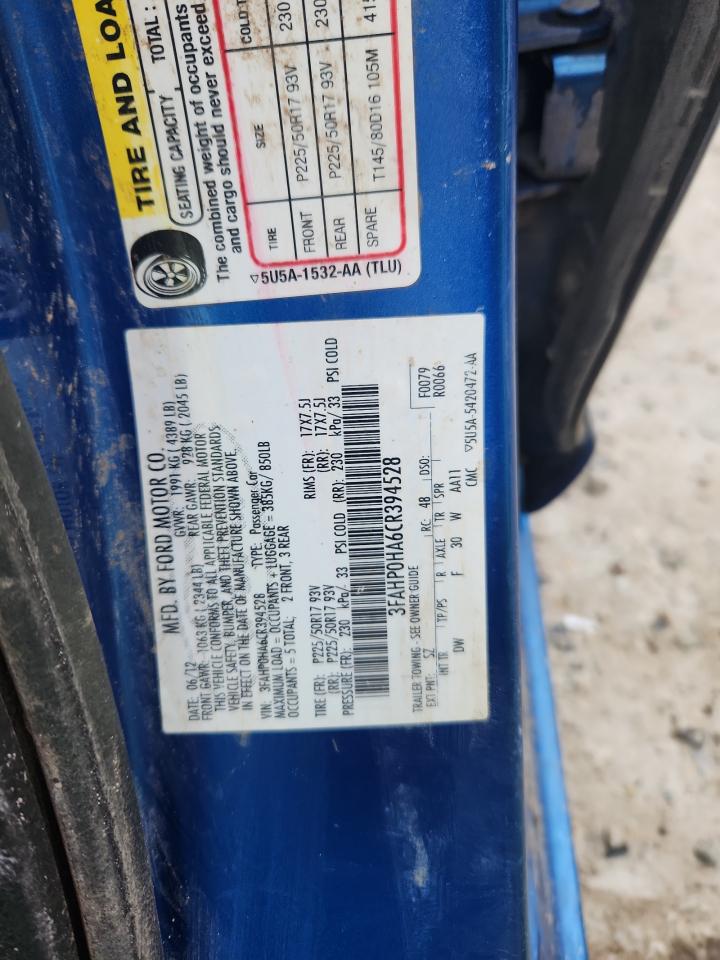 TIRE AND LOA
SEATING CAPACITY TOTAL :
The combined weight of occupants
and cargo should never exceed
TIRE SIZE COLD T
FRONT P225/50R17 93V 230
REAR P225/50R17 93V 230
SPARE T145/80D16 105M 415
5U5A-1532-AA (TLU)
MFD. BY FORD MOTOR CO.
DATE: 06/12 GVWR: 1991 KG ( 4389 LB)
FRONT GAWR: 1063 KG ( 2344 LB) REAR GAWR: 928 KG ( 2045 LB)
THIS VEHICLE CONFORMS TO ALL APPLICABLE FEDERAL MOTOR
VEHICLE SAFETY, BUMPER, AND THEFT PREVENTION STANDARDS
IN EFFECT ON THE DATE OF MANUFACTURE SHOWN ABOVE.
VIN: 3FAHP0HA6CR394528 TYPE: Passenger Car
MAXIMUM LOAD = OCCUPANTS + LUGGAGE = 385KG/ 850LB
OCCUPANTS = 5 TOTAL; 2 FRONT, 3 REAR
TIRE (FR): P225/50R17 93V RIMS (FR): 17X7.5J
(RR): P225/50R17 93V (RR): 17X7.5J
PRESSURE (FR): 230 kPa/ 33 PSI COLD (RR): 230 kPa/ 33 PSI COLD
3FAHP0HA6CR394528
TRAILER TOWING - SEE OWNER GUIDE F0079
EXT PNT: SZ RC: 48 DSO: R0066
INT TR TP/PS R AXLE TR SPR
DW F 30 W AA11
CMC 5U5A-5420472-AA